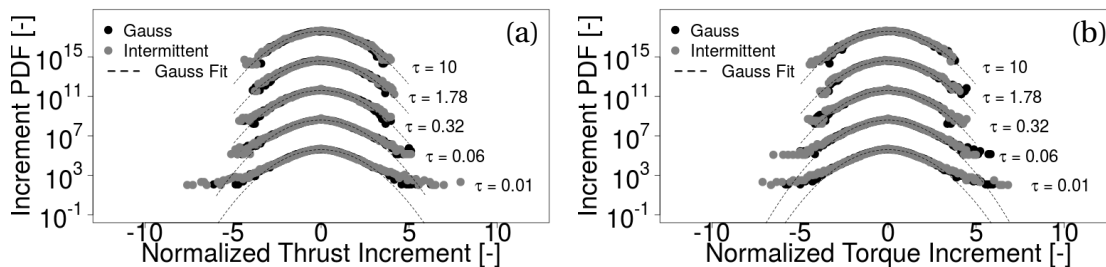 Increment PDF [-]
10^15
10^11
10^7
10^3
10^-1
Gauss
Intermittent
Gauss Fit
(a)
τ = 10
τ = 1.78
τ = 0.32
τ = 0.06
τ = 0.01
-10 -5 0 5 10
Normalized Thrust Increment [-]
Increment PDF [-]
10^15
10^11
10^7
10^3
10^-1
Gauss
Intermittent
Gauss Fit
(b)
τ = 10
τ = 1.78
τ = 0.32
τ = 0.06
τ = 0.01
-10 -5 0 5 10
Normalized Torque Increment [-]